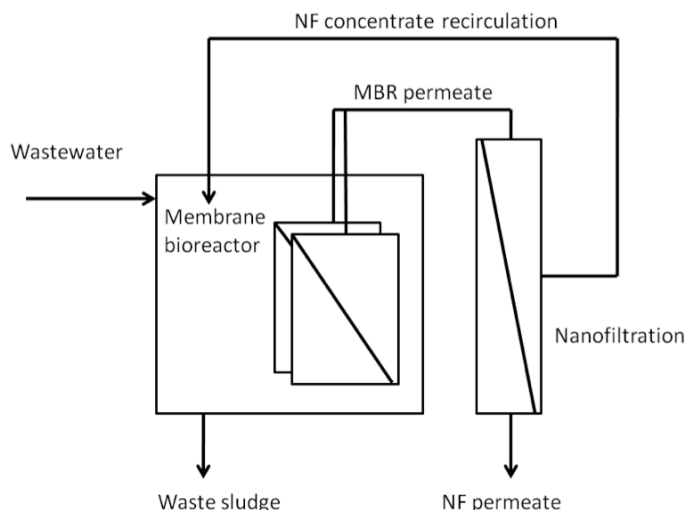 NF concentrate recirculation
MBR permeate
Wastewater
Membrane
bioreactor
Nanofiltration
Waste sludge
NF permeate